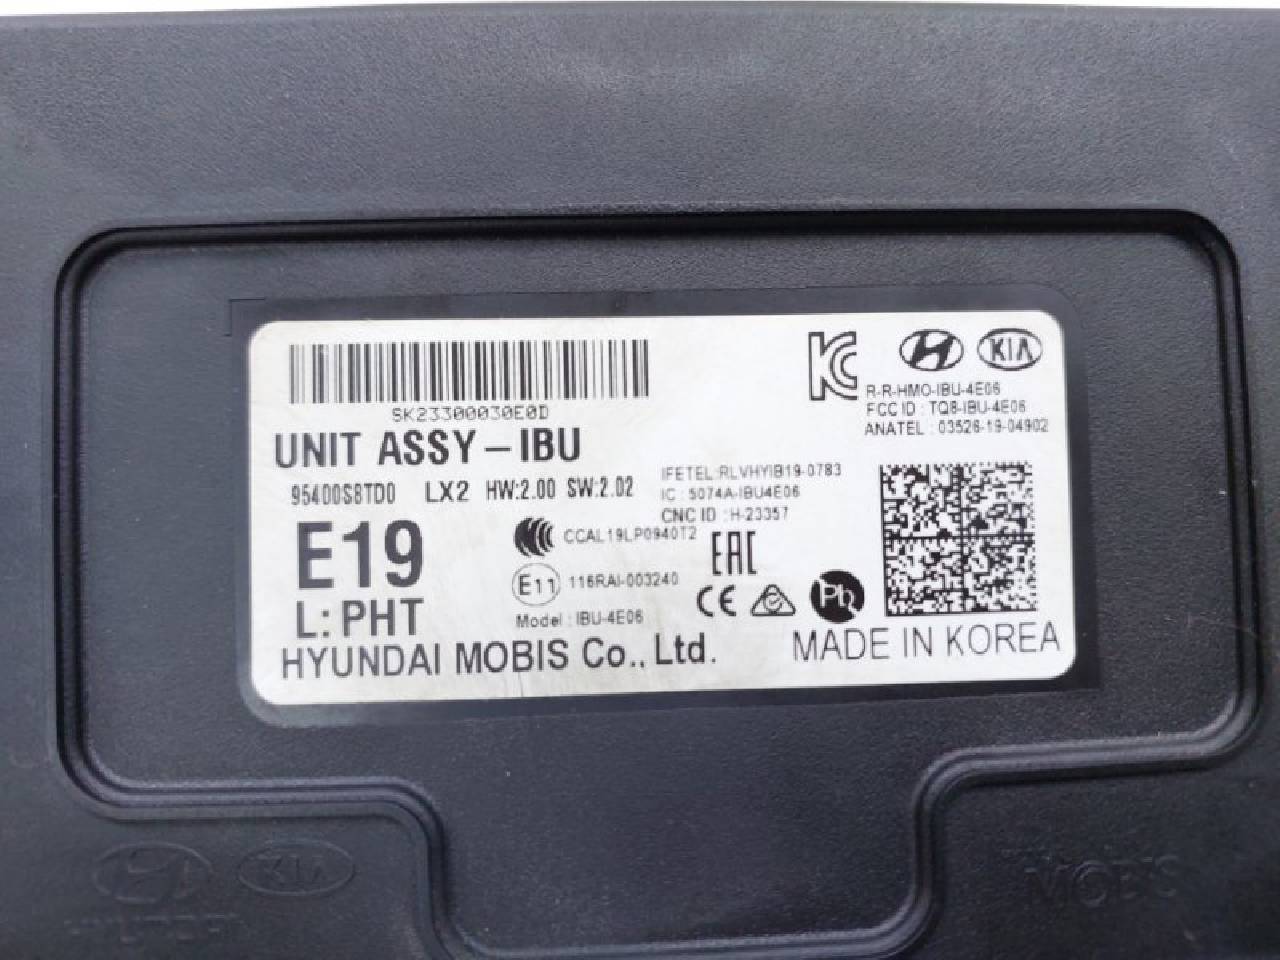 KC
KIA
R-R-HMO-IBU-4E06
FCC ID : TQ8-IBU-4E06
ANATEL : 03526-19-04902
SK23300030E0D
UNIT ASSY-IBU
95400S8TD0 LX2 HW:2.00 SW:2.02
IFETEL:RLVHYIB19-0783
IC : 5074A-IBU4E06
CNC ID : H-23357
E19
CCAL19LP0940T2
EAC
E11 116RAI-003240
CE Pb
L: PHT
Model : IBU-4E06
HYUNDAI MOBIS Co., Ltd.
MADE IN KOREA
KIA
HYUNDAI
MOBIS